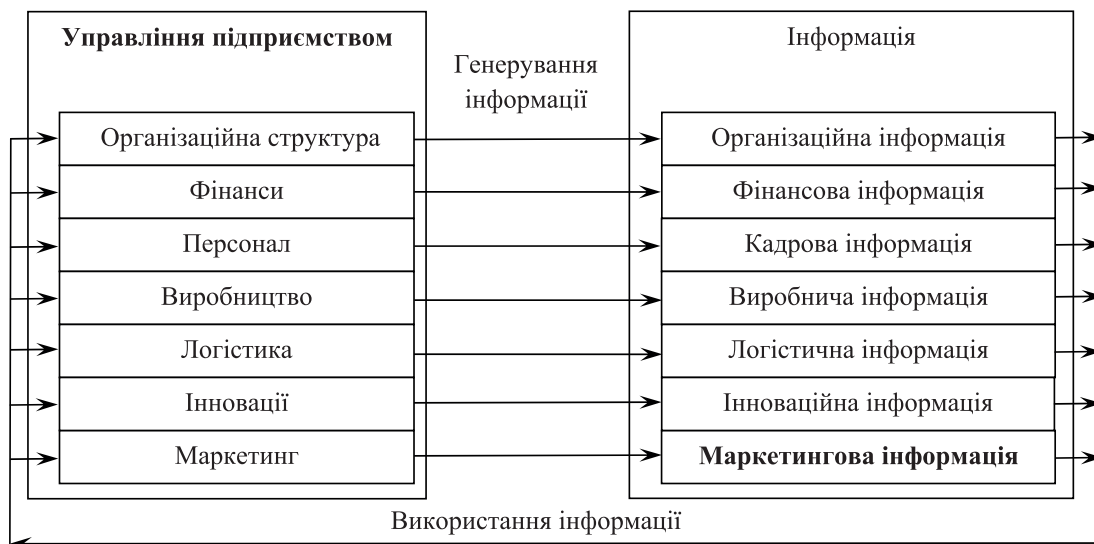 Управління підприємством
Генерування
інформації
Інформація
Організаційна структура
Організаційна інформація
Фінанси
Фінансова інформація
Персонал
Кадрова інформація
Виробництво
Виробнича інформація
Логістика
Логістична інформація
Інновації
Інноваційна інформація
Маркетинг
Маркетингова інформація
Використання інформації